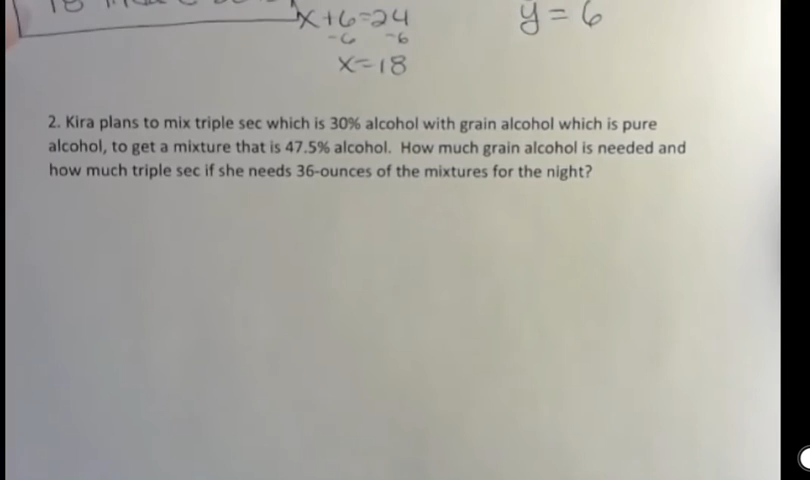 18
x+6=24
y = 6
-6 -6
x=18
2. Kira plans to mix triple sec which is 30% alcohol with grain alcohol which is pure
alcohol, to get a mixture that is 47.5% alcohol. How much grain alcohol is needed and
how much triple sec if she needs 36-ounces of the mixtures for the night?